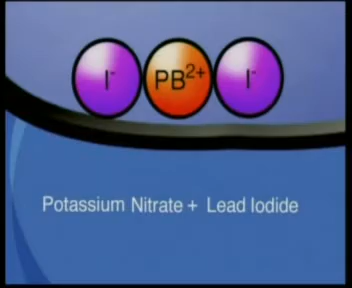 I⁻ PB²⁺ I⁻
Potassium Nitrate + Lead Iodide